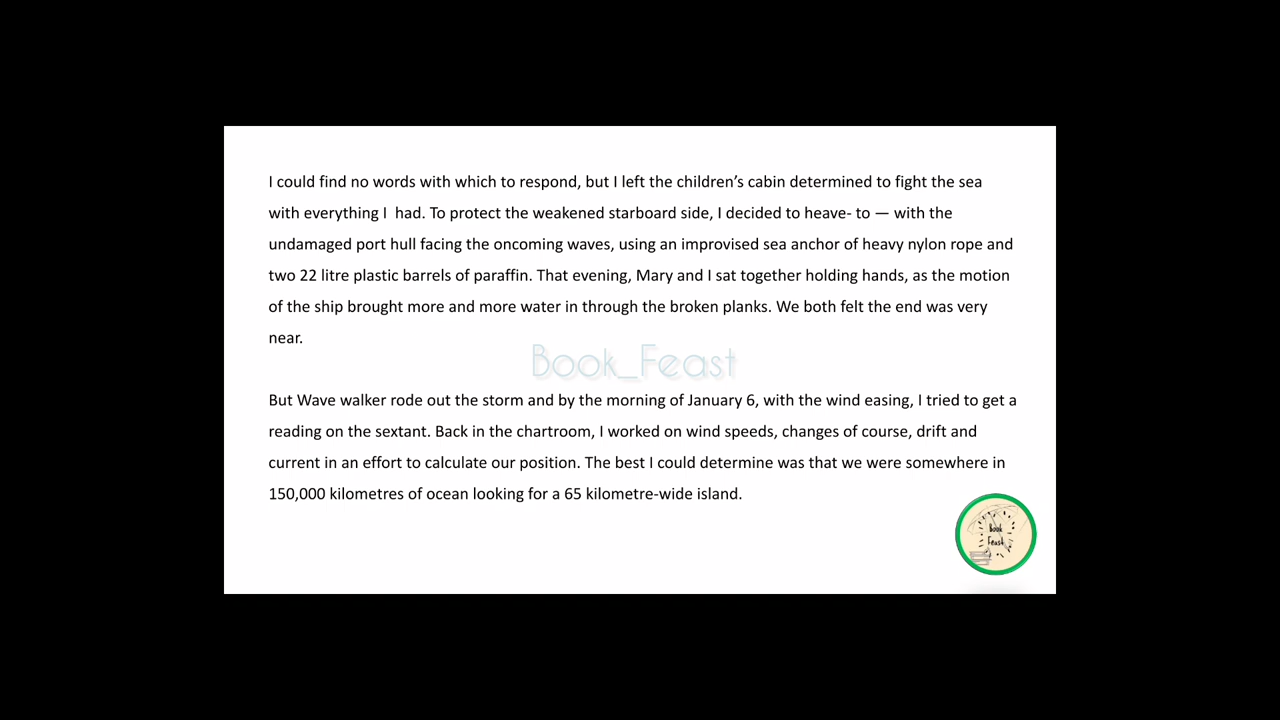 I could find no words with which to respond, but I left the children’s cabin determined to fight the sea
with everything I  had. To protect the weakened starboard side, I decided to heave- to — with the
undamaged port hull facing the oncoming waves, using an improvised sea anchor of heavy nylon rope and
two 22 litre plastic barrels of paraffin. That evening, Mary and I sat together holding hands, as the motion
of the ship brought more and more water in through the broken planks. We both felt the end was very
near.
Book_Feast
But Wave walker rode out the storm and by the morning of January 6, with the wind easing, I tried to get a
reading on the sextant. Back in the chartroom, I worked on wind speeds, changes of course, drift and
current in an effort to calculate our position. The best I could determine was that we were somewhere in
150,000 kilometres of ocean looking for a 65 kilometre-wide island.
Book
Feast